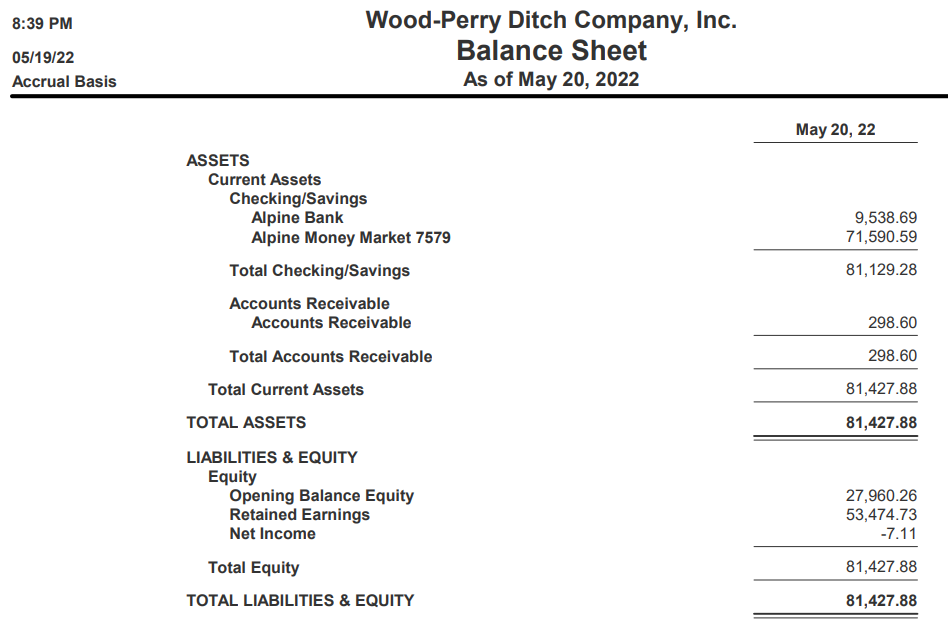 8:39 PM
Wood-Perry Ditch Company, Inc.
05/19/22
Balance Sheet
Accrual Basis
As of May 20, 2022
May 20, 22
ASSETS
Current Assets
Checking/Savings
Alpine Bank 9,538.69
Alpine Money Market 7579 71,590.59
Total Checking/Savings 81,129.28
Accounts Receivable
Accounts Receivable 298.60
Total Accounts Receivable 298.60
Total Current Assets 81,427.88
TOTAL ASSETS 81,427.88
LIABILITIES & EQUITY
Equity
Opening Balance Equity 27,960.26
Retained Earnings 53,474.73
Net Income -7.11
Total Equity 81,427.88
TOTAL LIABILITIES & EQUITY 81,427.88